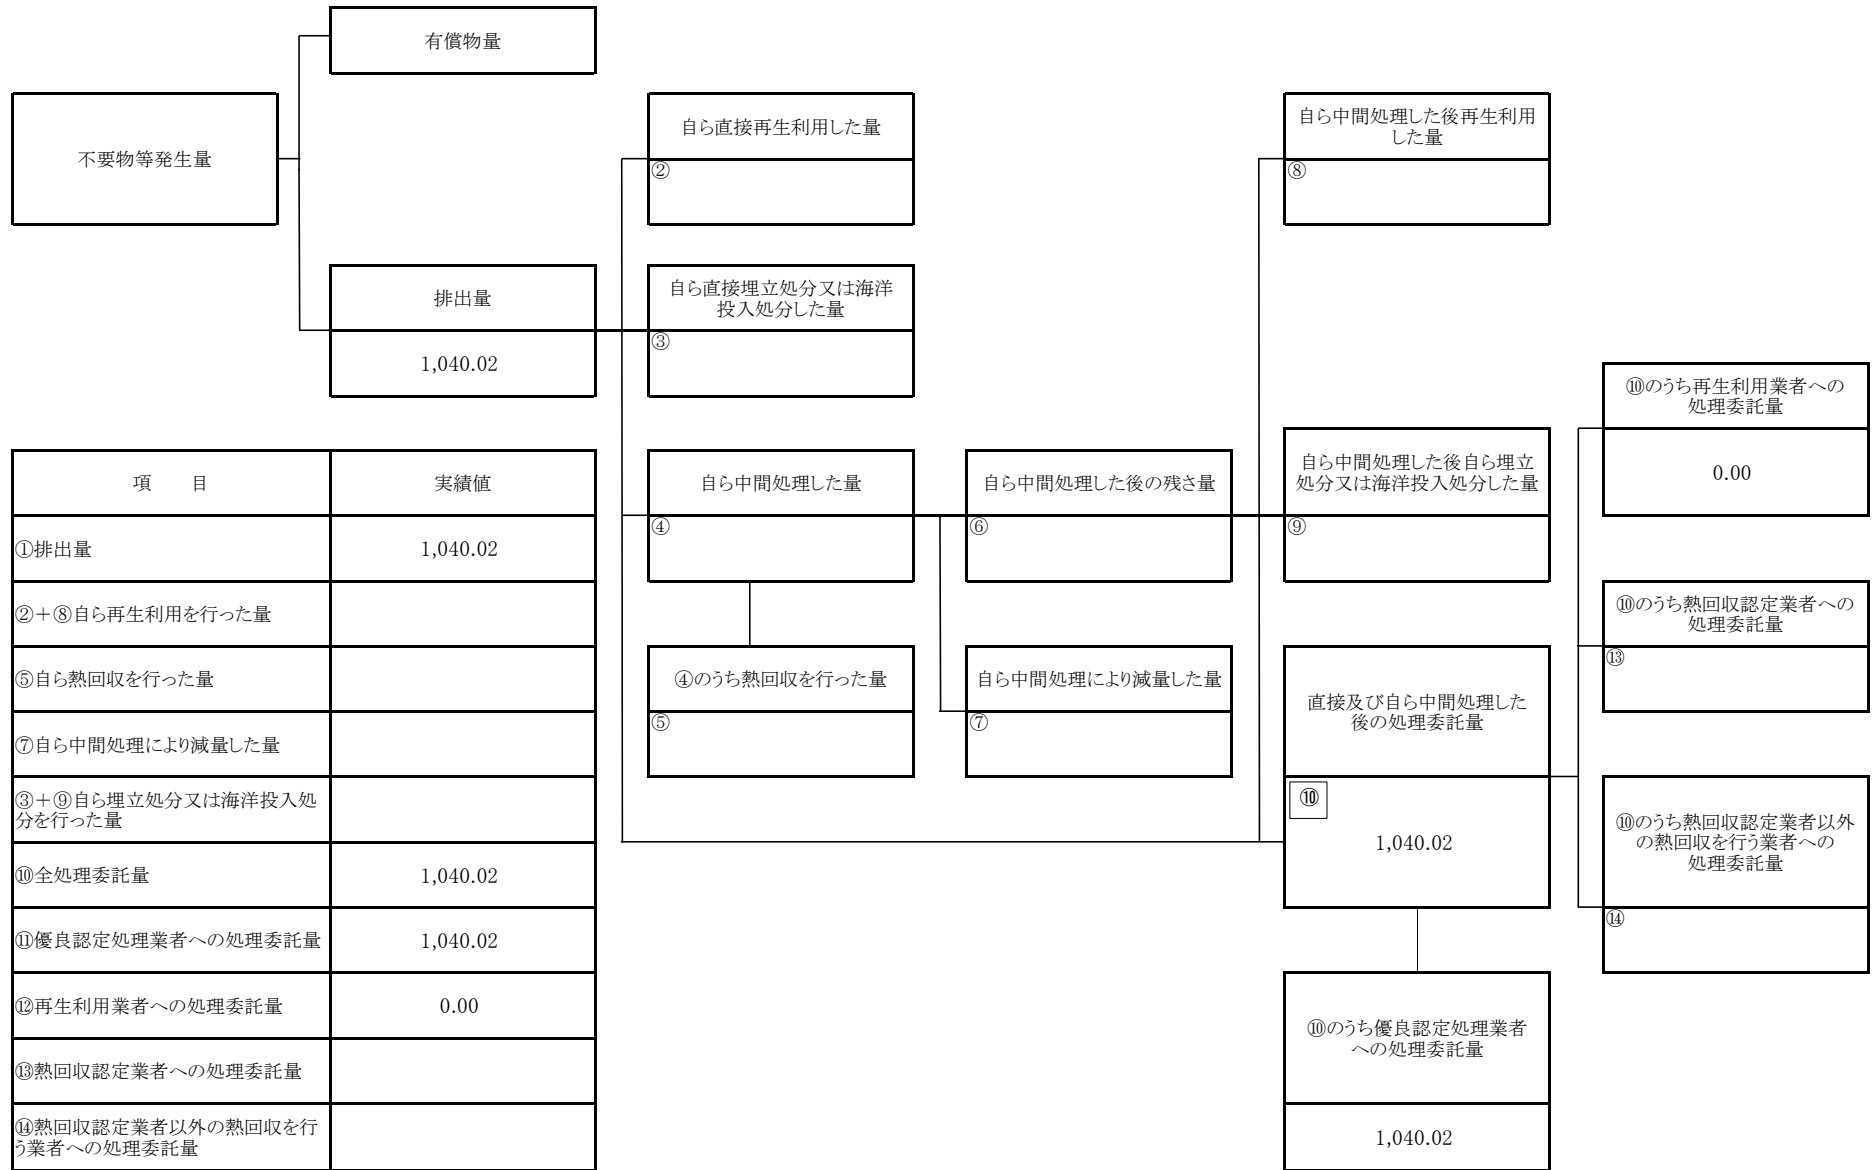 有償物量
不要物等発生量
自ら直接再生利用した量
②
自ら中間処理した後再生利用
した量
⑧
排出量
1,040.02
自ら直接埋立処分又は海洋
投入処分した量
③
⑩のうち再生利用業者への
処理委託量
0.00
項　目
実績値
①排出量
1,040.02
②＋⑧自ら再生利用を行った量
⑤自ら熱回収を行った量
⑦自ら中間処理により減量した量
③＋⑨自ら埋立処分又は海洋投入処
分を行った量
⑩全処理委託量
1,040.02
⑪優良認定処理業者への処理委託量
1,040.02
⑫再生利用業者への処理委託量
0.00
⑬熱回収認定業者への処理委託量
⑭熱回収認定業者以外の熱回収を行
う業者への処理委託量
自ら中間処理した量
④
自ら中間処理した後の残さ量
⑥
自ら中間処理した後自ら埋立
処分又は海洋投入処分した量
⑨
④のうち熱回収を行った量
⑤
自ら中間処理により減量した量
⑦
直接及び自ら中間処理した
後の処理委託量
⑩
1,040.02
⑩のうち熱回収認定業者への
処理委託量
⑬
⑩のうち熱回収認定業者以外
の熱回収を行う業者への
処理委託量
⑭
⑩のうち優良認定処理業者
への処理委託量
1,040.02